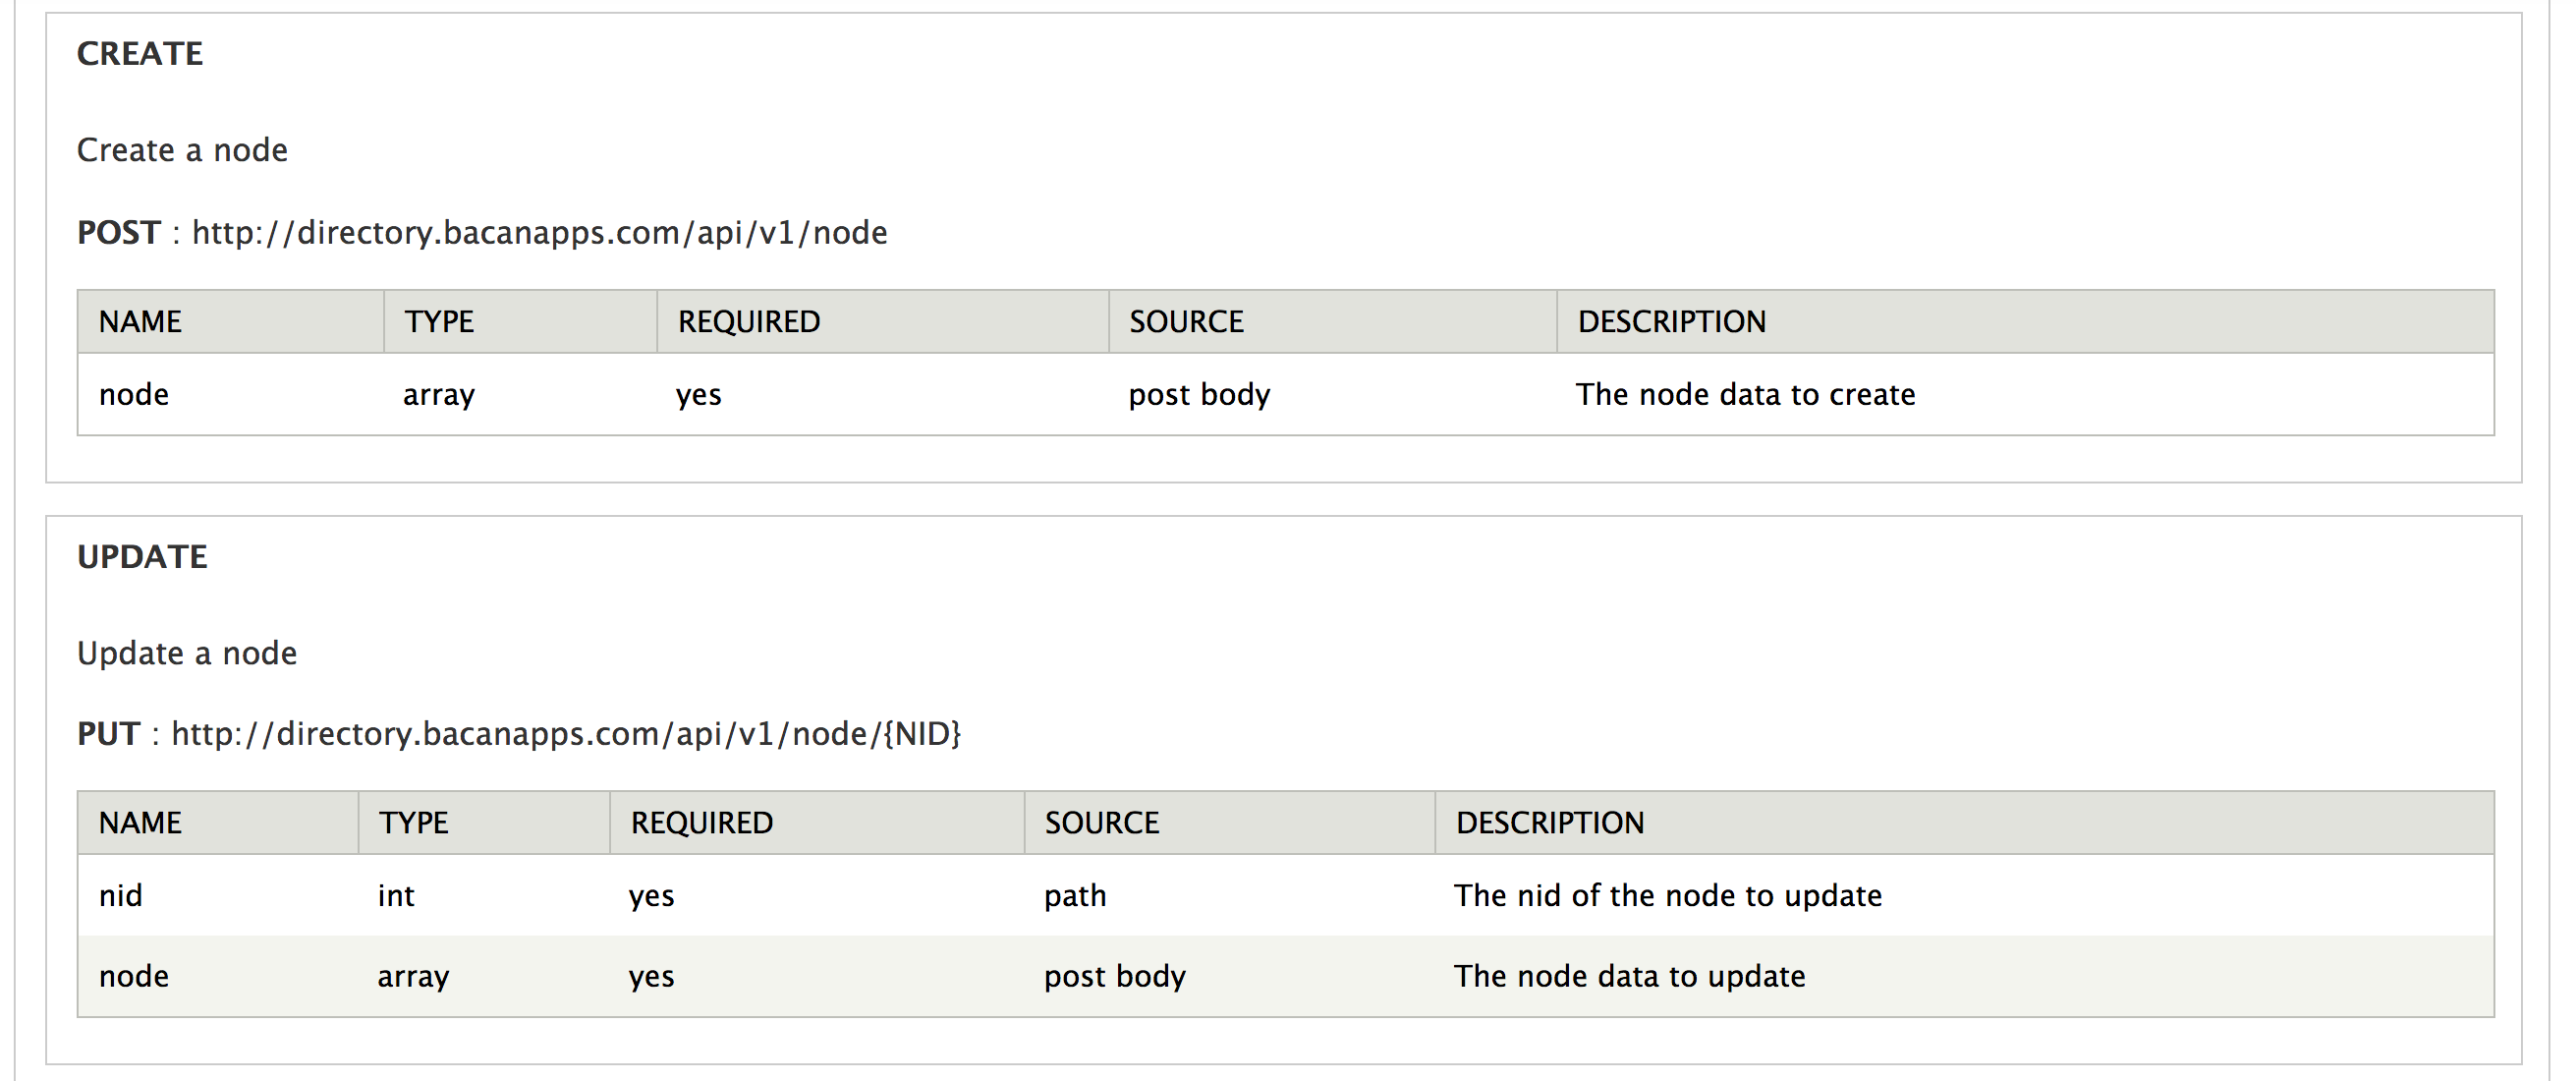 CREATE
Create a node
POST : http://directory.bacanapps.com/api/v1/node
NAME TYPE REQUIRED SOURCE DESCRIPTION
node array yes post body The node data to create
UPDATE
Update a node
PUT : http://directory.bacanapps.com/api/v1/node/{NID}
NAME TYPE REQUIRED SOURCE DESCRIPTION
nid int yes path The nid of the node to update
node array yes post body The node data to update